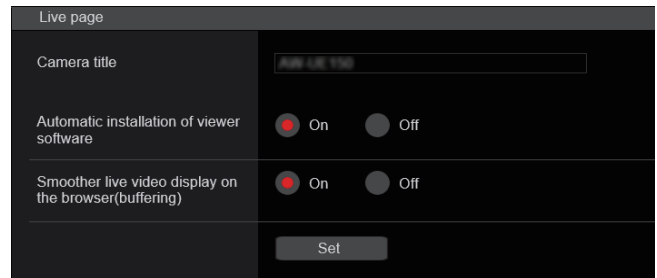 Live page
Camera title
AW-UE150
Automatic installation of viewer
software
On
Off
Smoother live video display on
the browser(buffering)
On
Off
Set